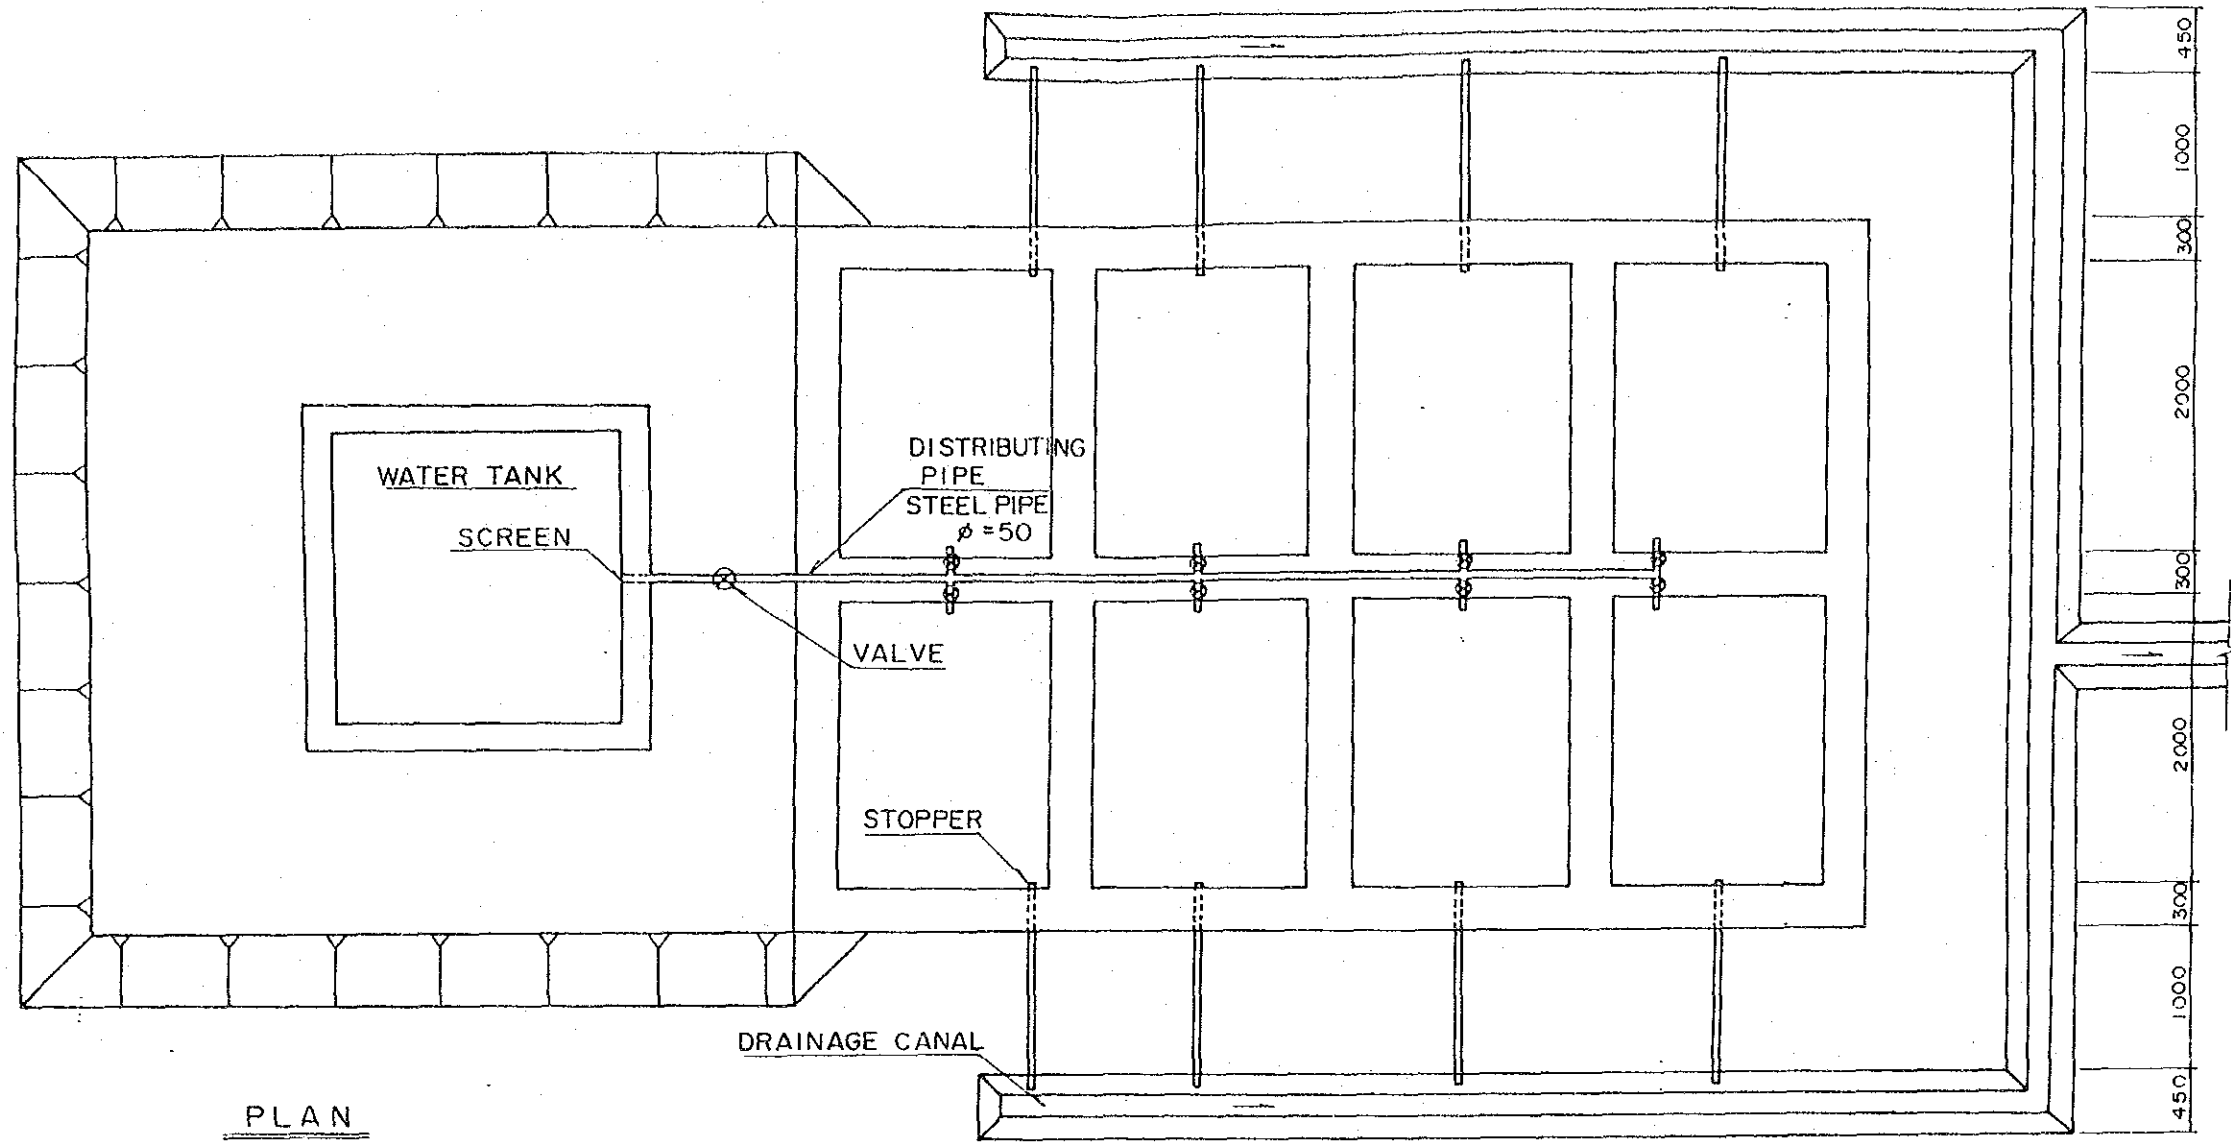 450
1000
300
2000
300
2000
300
1000
450
WATER TANK
SCREEN
DISTRIBUTING
PIPE
STEEL PIPE
ø = 50
VALVE
STOPPER
DRAINAGE CANAL
PLAN